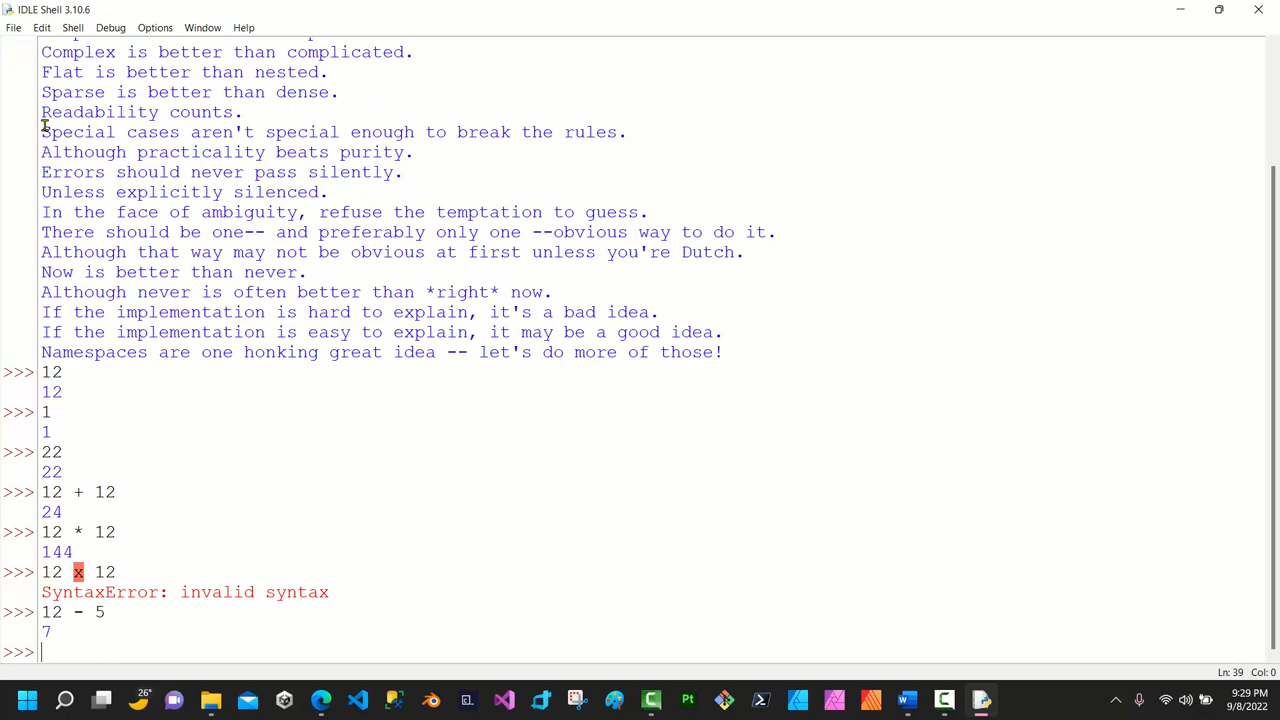 IDLE Shell 3.10.6
File Edit Shell Debug Options Window Help
Complex is better than complicated.
Flat is better than nested.
Sparse is better than dense.
Readability counts.
Special cases aren't special enough to break the rules.
Although practicality beats purity.
Errors should never pass silently.
Unless explicitly silenced.
In the face of ambiguity, refuse the temptation to guess.
There should be one-- and preferably only one --obvious way to do it.
Although that way may not be obvious at first unless you're Dutch.
Now is better than never.
Although never is often better than *right* now.
If the implementation is hard to explain, it's a bad idea.
If the implementation is easy to explain, it may be a good idea.
Namespaces are one honking great idea -- let's do more of those!
>>> 12
12
>>> 1
1
>>> 22
22
>>> 12 + 12
24
>>> 12 * 12
144
>>> 12 x 12
SyntaxError: invalid syntax
>>> 12 - 5
7
>>>
Ln: 39 Col: 0
26°
Pt
9:29 PM
9/8/2022